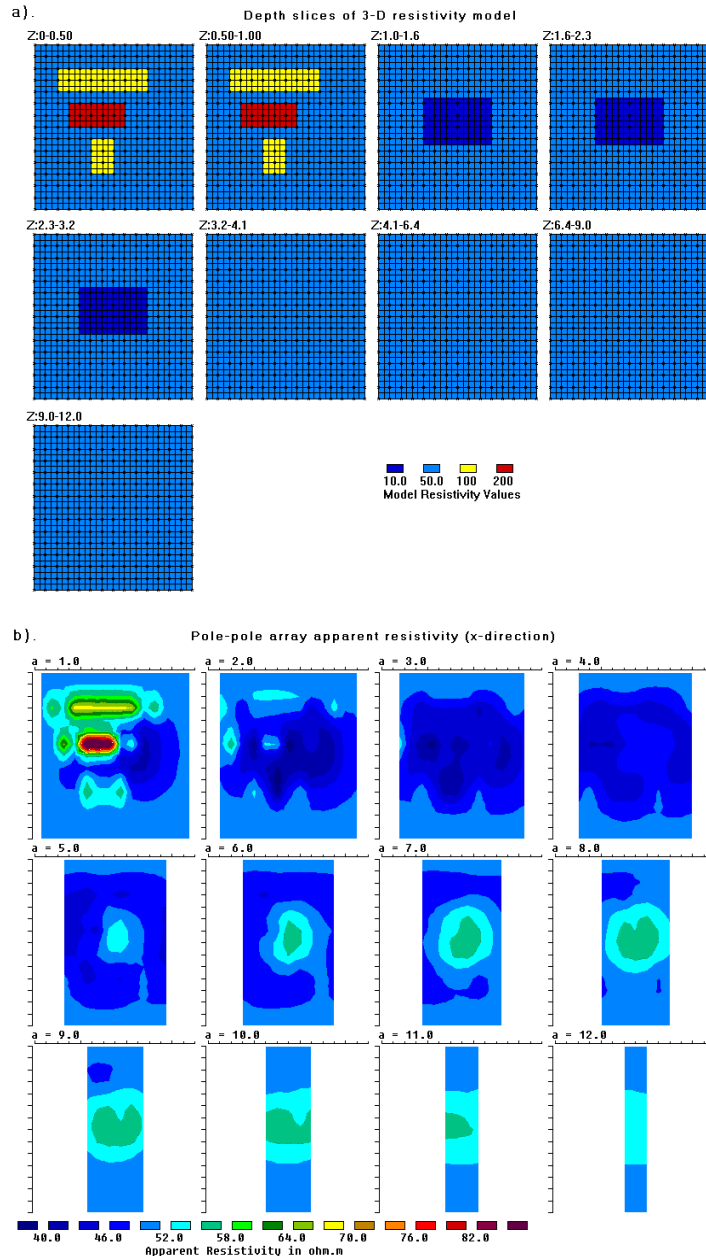 a).
Depth slices of 3-D resistivity model
Z:0-0.50 Z:0.50-1.00 Z:1.0-1.6 Z:1.6-2.3
Z:2.3-3.2 Z:3.2-4.1 Z:4.1-6.4 Z:6.4-9.0
Z:9.0-12.0
10.0 50.0 100 200
Model Resistivity Values
b).
Pole-pole array apparent resistivity (x-direction)
a = 1.0 a = 2.0 a = 3.0 a = 4.0
a = 5.0 a = 6.0 a = 7.0 a = 8.0
a = 9.0 a = 10.0 a = 11.0 a = 12.0
40.0 46.0 52.0 58.0 64.0 70.0 76.0 82.0
Apparent Resistivity in ohm.m